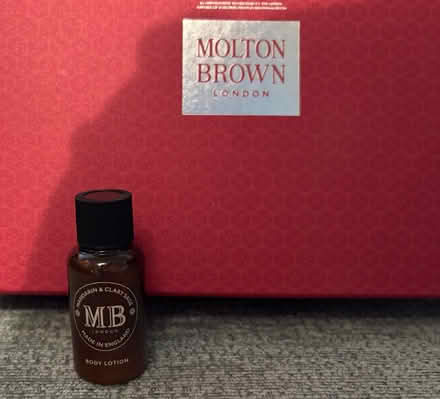 MOLTON
BROWN
LONDON
MANDARIN & CLARY SAGE
MB
LONDON
MADE IN ENGLAND
BODY LOTION